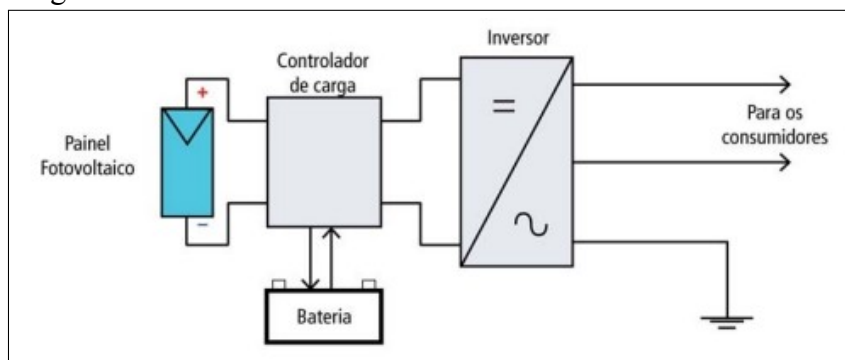 Inversor
Controlador
de carga
+
Painel
Fotovoltaico
−
=
Para os
consumidores
Bateria